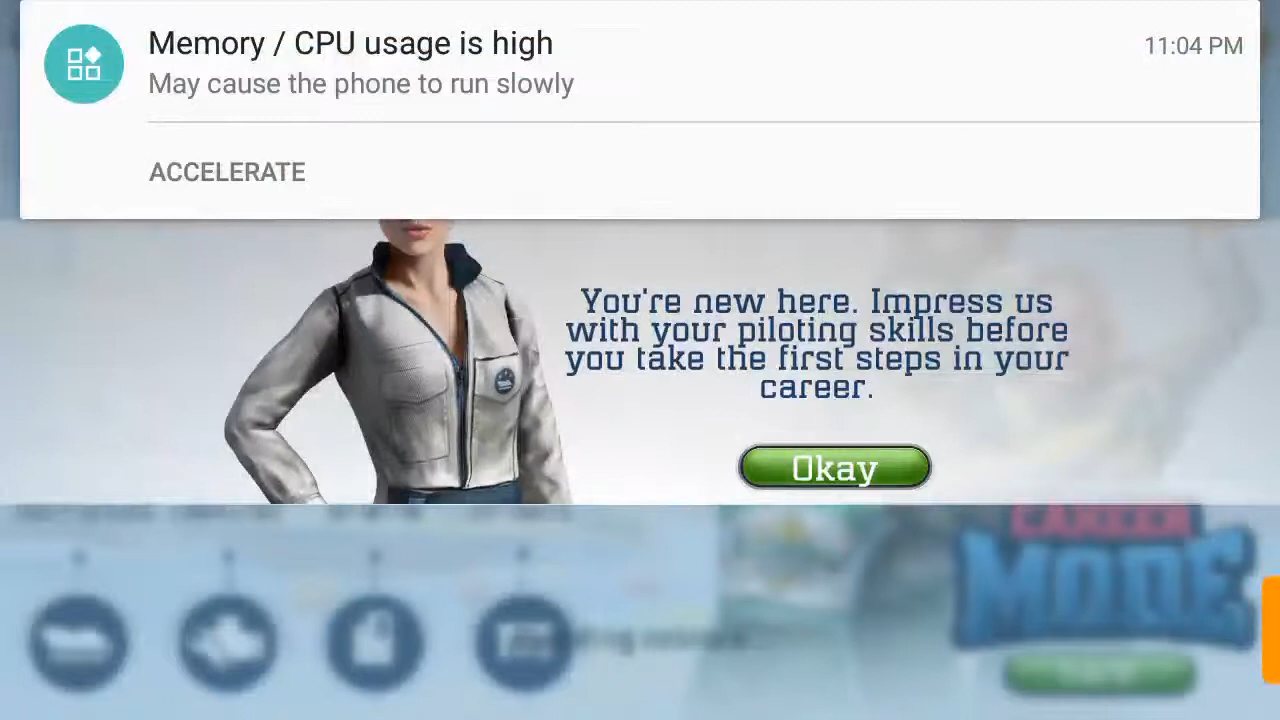 Memory / CPU usage is high
11:04 PM
May cause the phone to run slowly
ACCELERATE
You're new here. Impress us
with your piloting skills before
you take the first steps in your
career.
Okay
CAREER
MODE